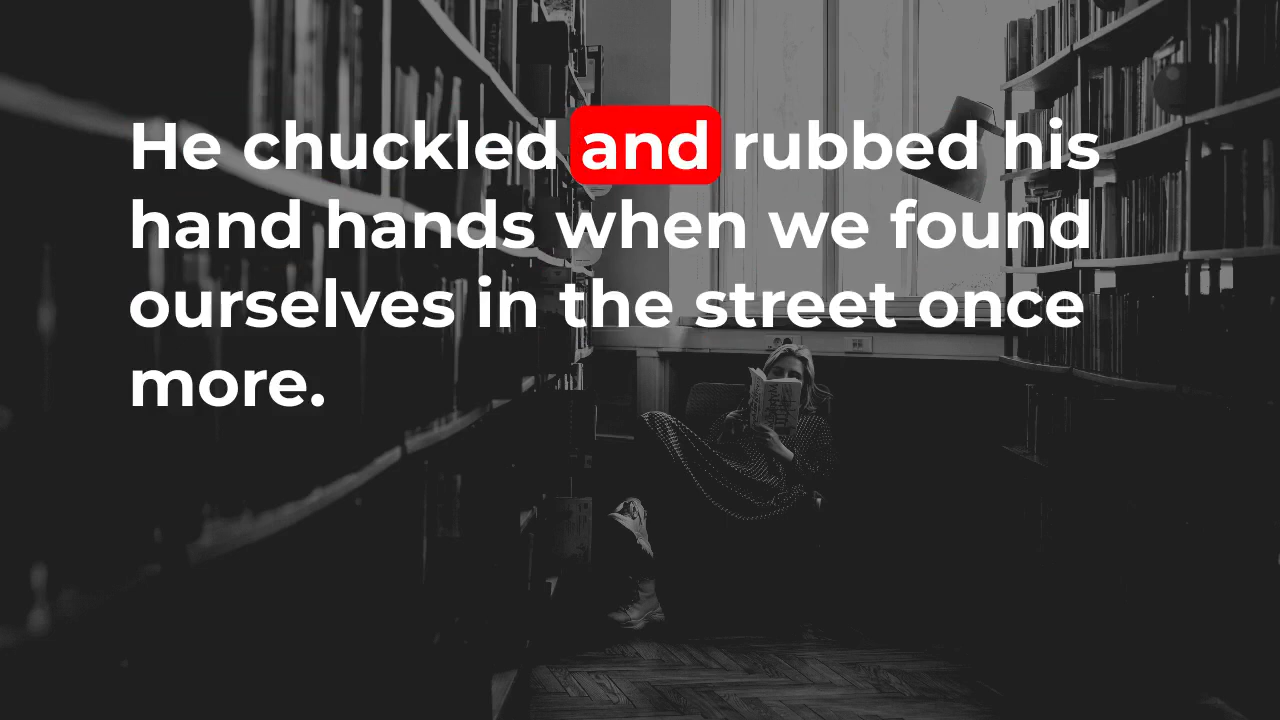 He chuckled and rubbed his
hand hands when we found
ourselves in the street once
more.